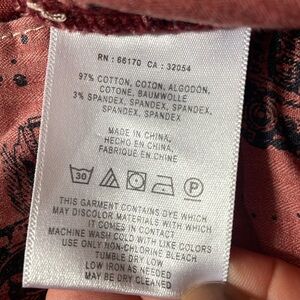 RN : 66170 CA : 32054
97% COTTON, COTON, ALGODÓN,
COTONE, BAUMWOLLE
3% SPANDEX, SPANDEX, SPANDEX,
SPANDEX, SPANDEX
MADE IN CHINA,
HECHO EN CHINA,
FABRIQUÉ EN CHINE
30 P
THIS GARMENT CONTAINS DYE WHICH
MAY DISCOLOR MATERIALS WITH WHICH
IT COMES IN CONTACT
MACHINE WASH COLD WITH LIKE COLORS
USE ONLY NON-CHLORINE BLEACH
TUMBLE DRY LOW
LOW IRON AS NEEDED
MAY BE DRY CLEANED